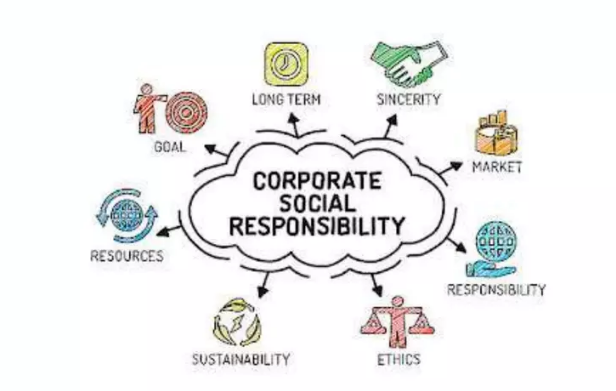 LONG TERM
SINCERITY
GOAL
MARKET
CORPORATE
SOCIAL
RESPONSIBILITY
RESOURCES
RESPONSIBILITY
SUSTAINABILITY
ETHICS